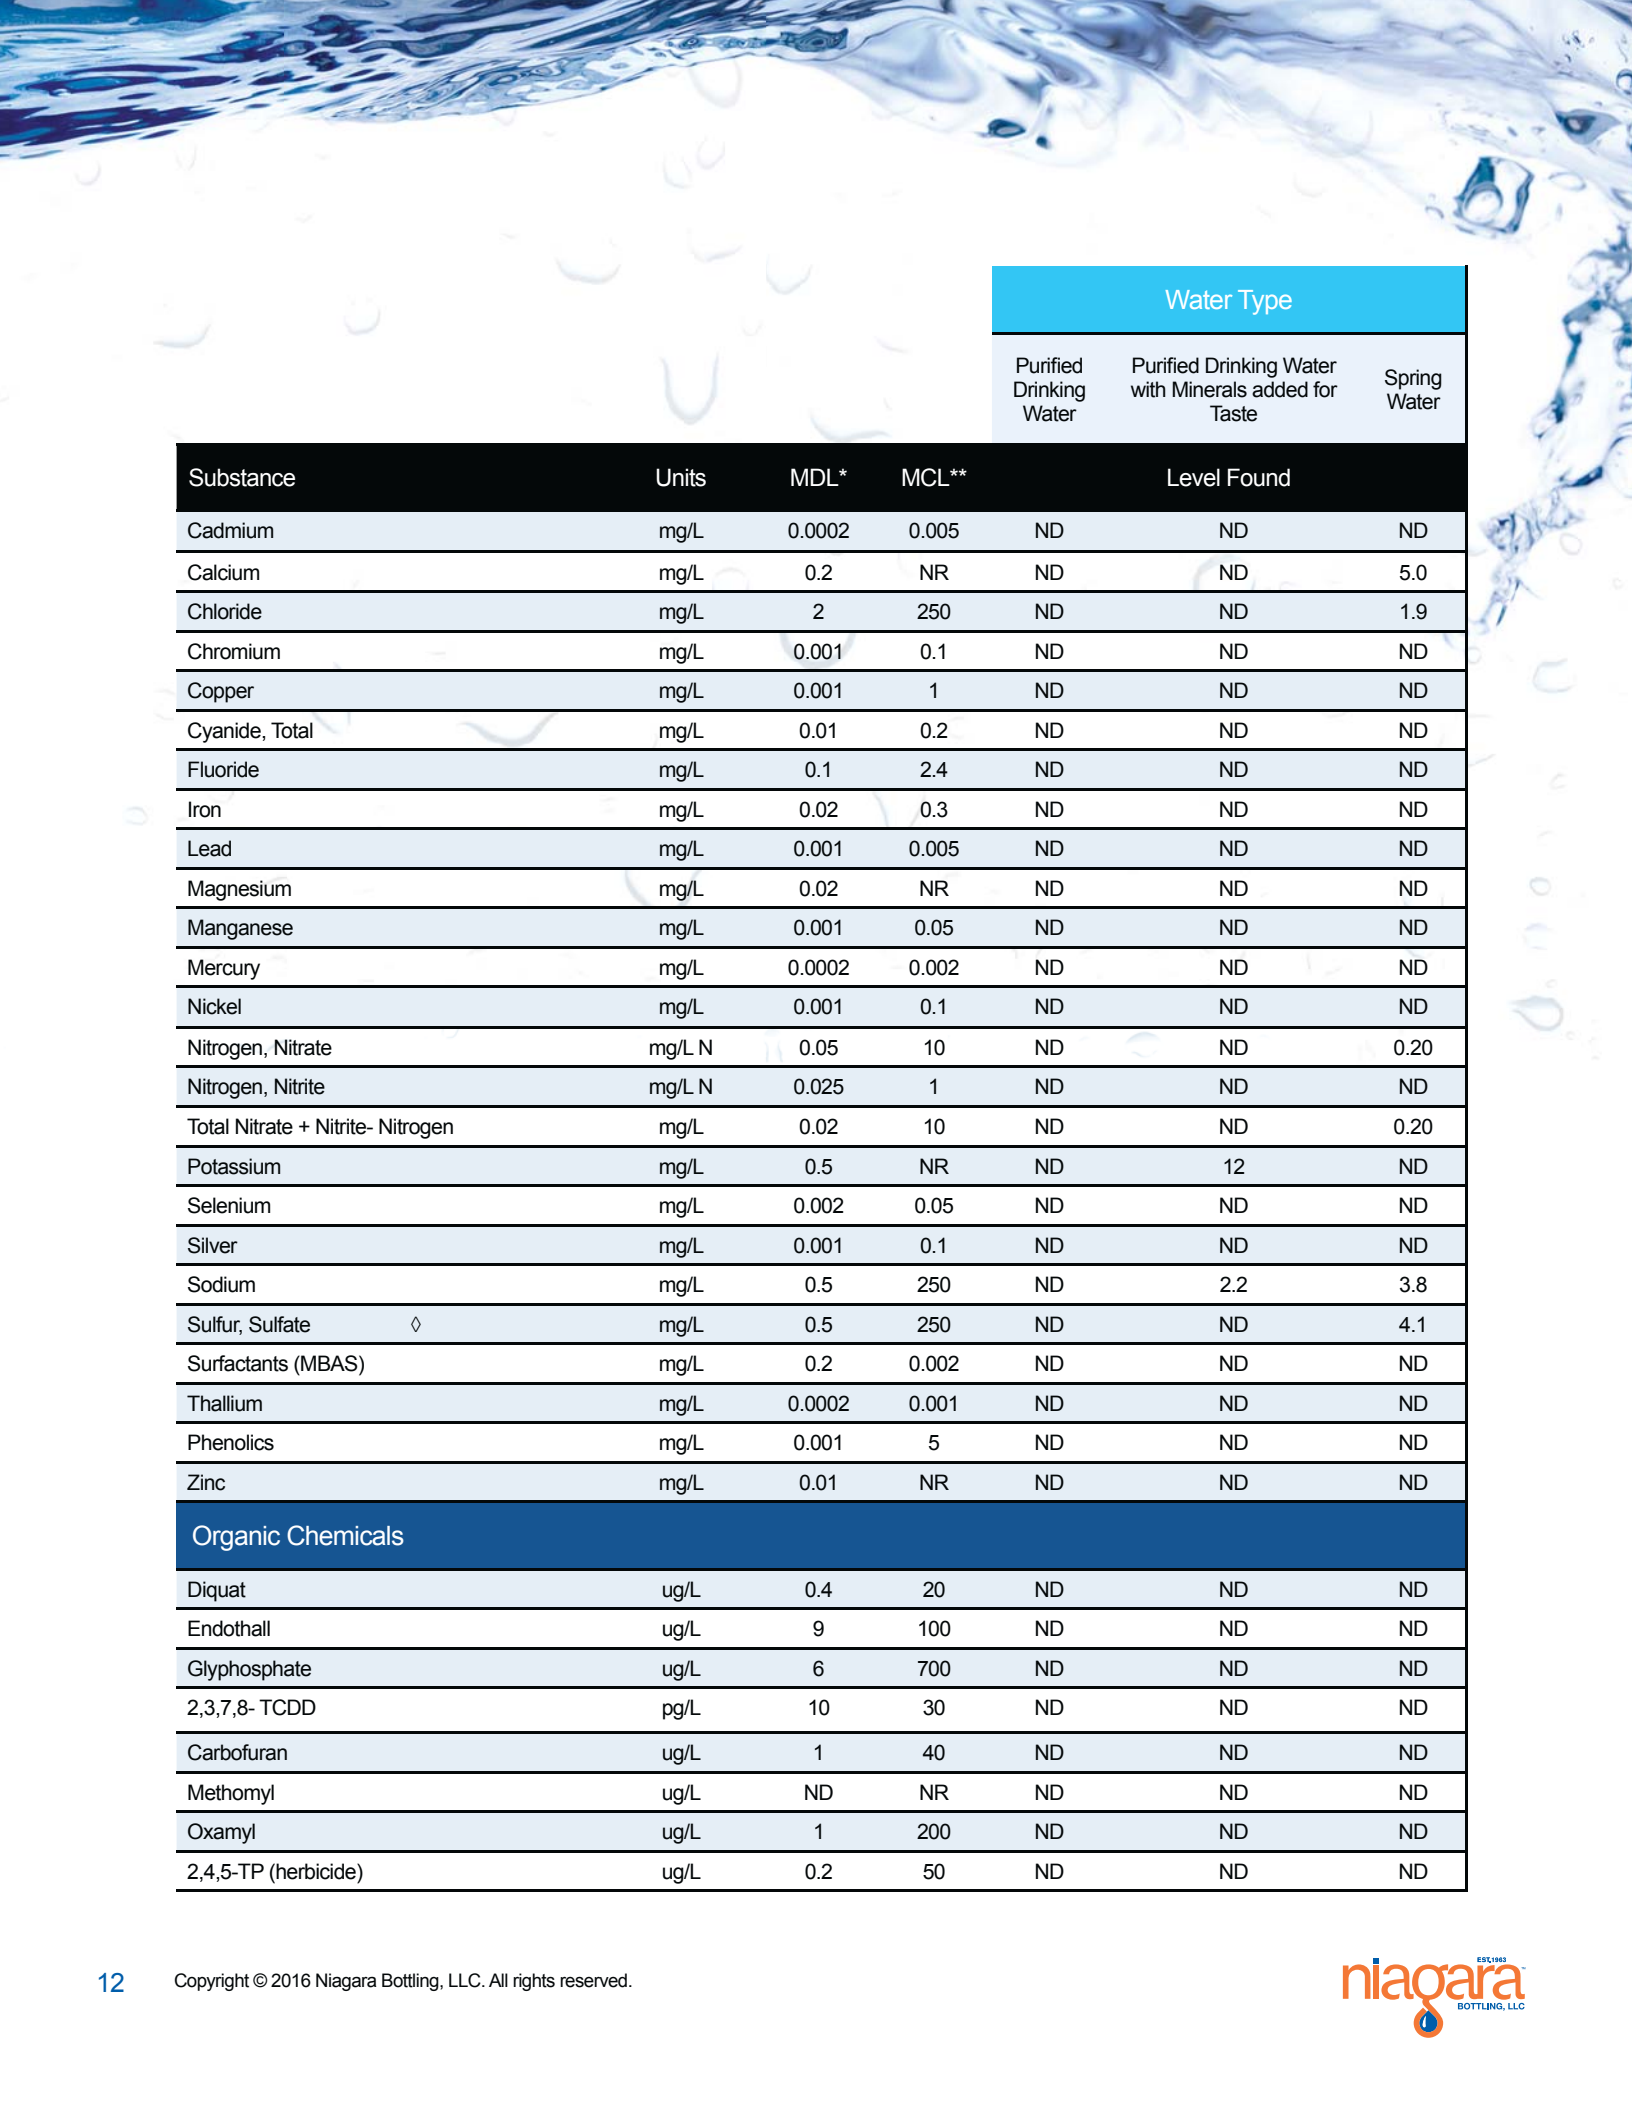 Water Type
Purified Drinking Water
Purified Drinking Water with Minerals added for Taste
Spring Water
Substance Units MDL* MCL** Level Found
Cadmium mg/L 0.0002 0.005 ND ND ND
Calcium mg/L 0.2 NR ND ND 5.0
Chloride mg/L 2 250 ND ND 1.9
Chromium mg/L 0.001 0.1 ND ND ND
Copper mg/L 0.001 1 ND ND ND
Cyanide, Total mg/L 0.01 0.2 ND ND ND
Fluoride mg/L 0.1 2.4 ND ND ND
Iron mg/L 0.02 0.3 ND ND ND
Lead mg/L 0.001 0.005 ND ND ND
Magnesium mg/L 0.02 NR ND ND ND
Manganese mg/L 0.001 0.05 ND ND ND
Mercury mg/L 0.0002 0.002 ND ND ND
Nickel mg/L 0.001 0.1 ND ND ND
Nitrogen, Nitrate mg/L N 0.05 10 ND ND 0.20
Nitrogen, Nitrite mg/L N 0.025 1 ND ND ND
Total Nitrate + Nitrite- Nitrogen mg/L 0.02 10 ND ND 0.20
Potassium mg/L 0.5 NR ND 12 ND
Selenium mg/L 0.002 0.05 ND ND ND
Silver mg/L 0.001 0.1 ND ND ND
Sodium mg/L 0.5 250 ND 2.2 3.8
Sulfur, Sulfate ◊ mg/L 0.5 250 ND ND 4.1
Surfactants (MBAS) mg/L 0.2 0.002 ND ND ND
Thallium mg/L 0.0002 0.001 ND ND ND
Phenolics mg/L 0.001 5 ND ND ND
Zinc mg/L 0.01 NR ND ND ND
Organic Chemicals
Diquat ug/L 0.4 20 ND ND ND
Endothall ug/L 9 100 ND ND ND
Glyphosphate ug/L 6 700 ND ND ND
2,3,7,8- TCDD pg/L 10 30 ND ND ND
Carbofuran ug/L 1 40 ND ND ND
Methomyl ug/L ND NR ND ND ND
Oxamyl ug/L 1 200 ND ND ND
2,4,5-TP (herbicide) ug/L 0.2 50 ND ND ND
12 Copyright © 2016 Niagara Bottling, LLC. All rights reserved.
EST.1963
niagara
BOTTLING, LLC